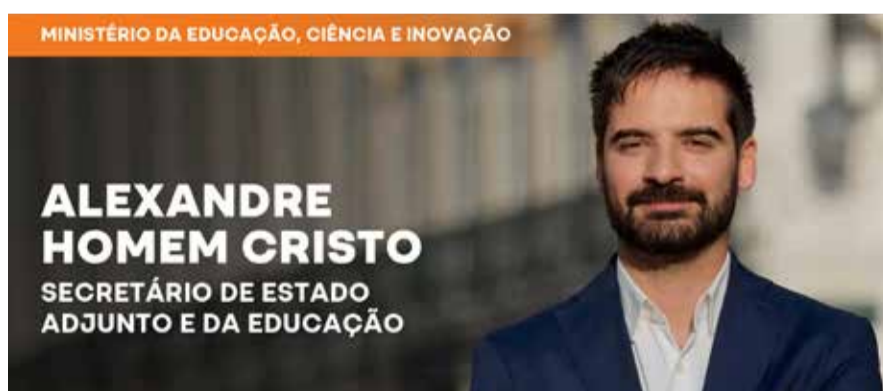 MINISTÉRIO DA EDUCAÇÃO, CIÊNCIA E INOVAÇÃO
ALEXANDRE
HOMEM CRISTO
SECRETÁRIO DE ESTADO
ADJUNTO E DA EDUCAÇÃO